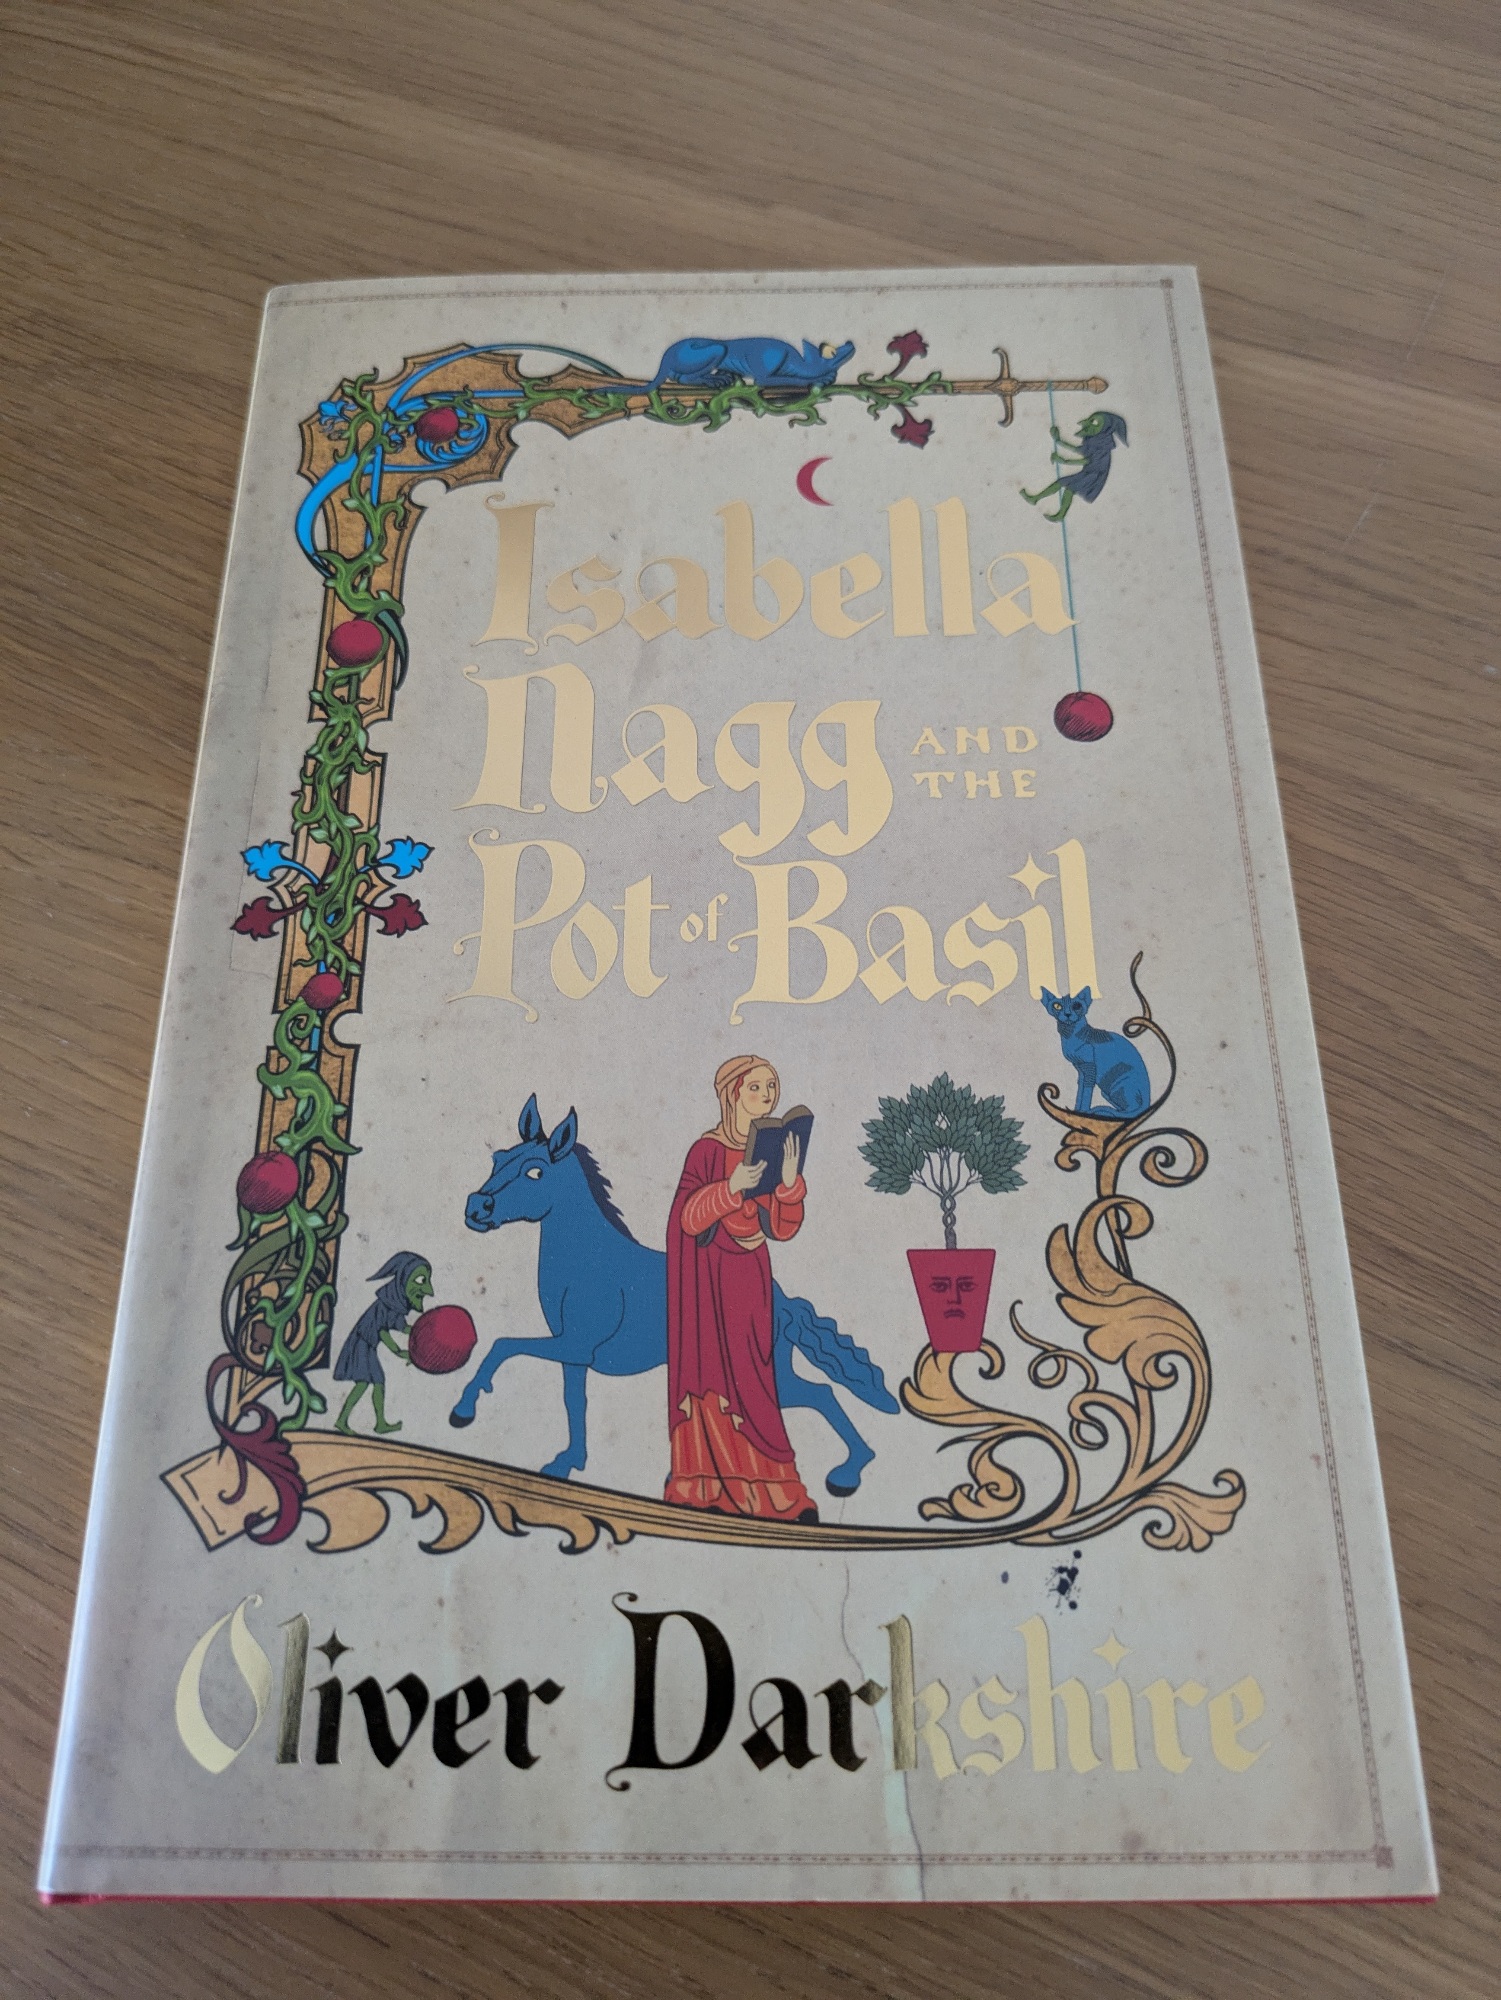 Isabella
Nagg AND
THE
Pot of Basil
Oliver Darkshire